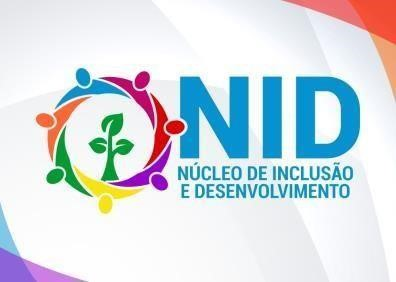 NID
NÚCLEO DE INCLUSÃO
E DESENVOLVIMENTO